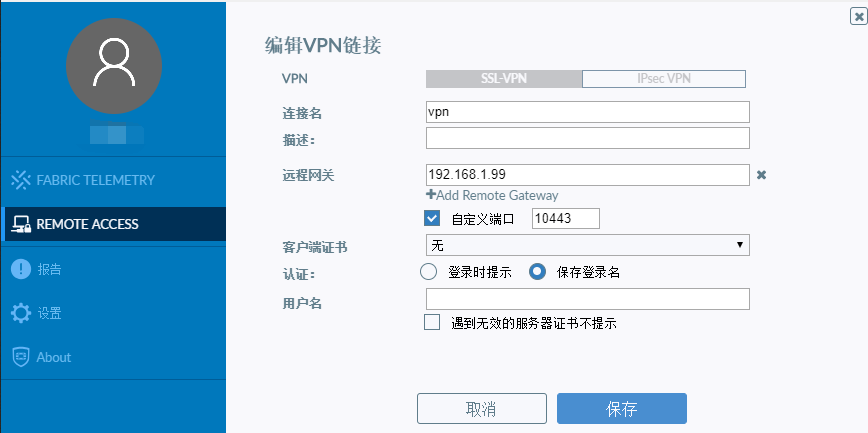 编辑VPN链接
VPN
SSL-VPN
IPsec VPN
连接名
vpn
描述：
远程网关
192.168.1.99
Add Remote Gateway
自定义端口
10443
客户端证书
无
认证：
登录时提示
保存登录名
用户名
遇到无效的服务器证书不提示
取消
保存
FABRIC TELEMETRY
REMOTE ACCESS
报告
设置
About